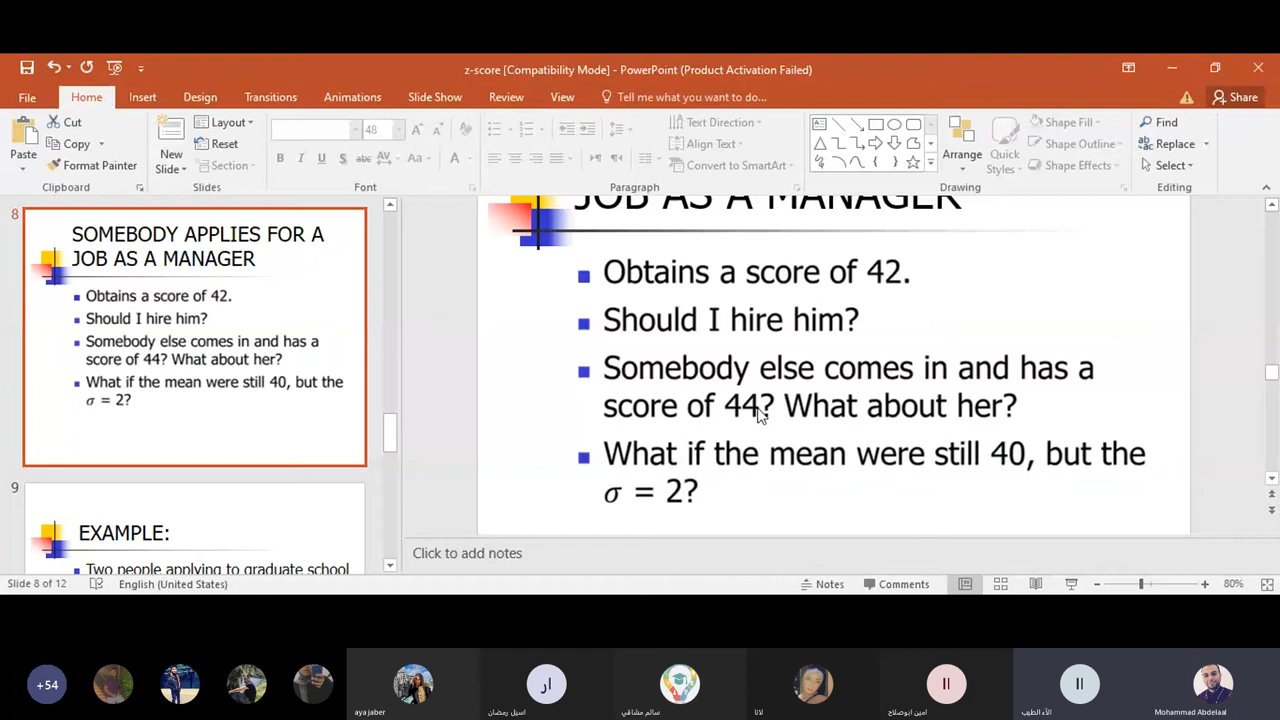 z-score [Compatibility Mode] - PowerPoint (Product Activation Failed)
File Home Insert Design Transitions Animations Slide Show Review View Tell me what you want to do... Share
Paste
Cut
Copy
Format Painter
Clipboard
New
Slide
Layout
Reset
Section
Slides
48
B I U S abc AV Aa A
Font
Text Direction
Align Text
Convert to SmartArt
Paragraph
Arrange
Quick
Styles
Shape Fill
Shape Outline
Shape Effects
Drawing
Find
Replace
Select
Editing
8
SOMEBODY APPLIES FOR A
JOB AS A MANAGER
Obtains a score of 42.
Should I hire him?
Somebody else comes in and has a
score of 44? What about her?
What if the mean were still 40, but the
σ = 2?
9
EXAMPLE:
Two people applying to graduate school
JOB AS A MANAGER
Obtains a score of 42.
Should I hire him?
Somebody else comes in and has a
score of 44? What about her?
What if the mean were still 40, but the
σ = 2?
Click to add notes
Slide 8 of 12 English (United States) Notes Comments 80%
+54
aya jaber
ار
اسيل رمضان
سالم مشاقي
لانا
اا
امين ابوصلاح
اا
الآء الطيب
Mohammad Abdelaal